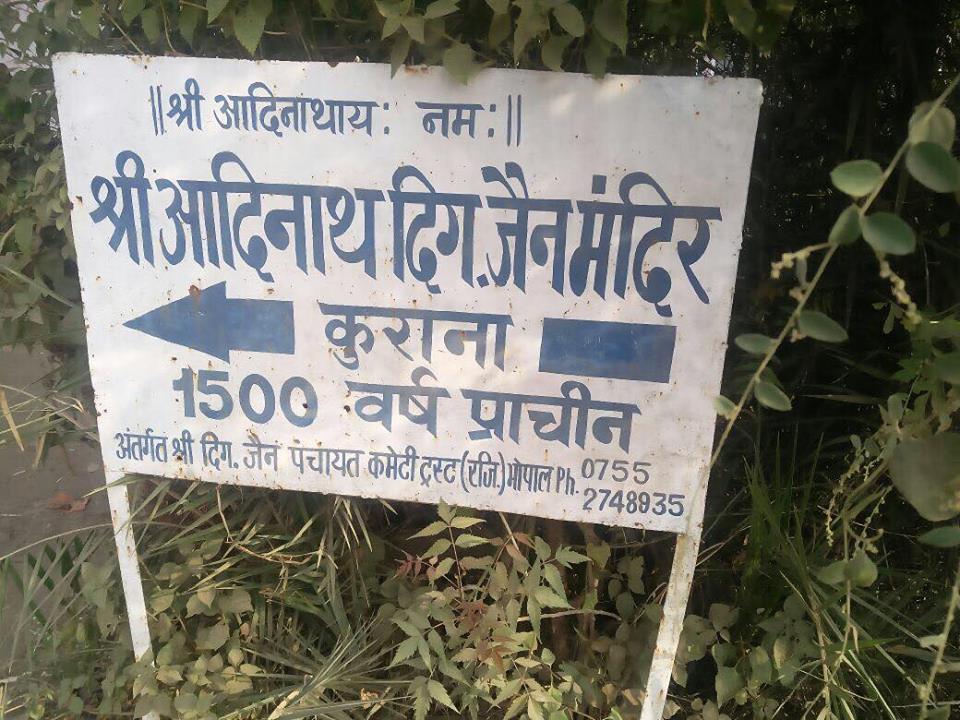 ||श्री आदिनाथाय: नम:||
श्री आदिनाथ दिग. जैन मंदिर
कुराना
1500 वर्ष प्राचीन
अंतर्गत श्री दिग. जैन पंचायत कमेटी ट्रस्ट (रजि.) भोपाल Ph. 0755
2748935